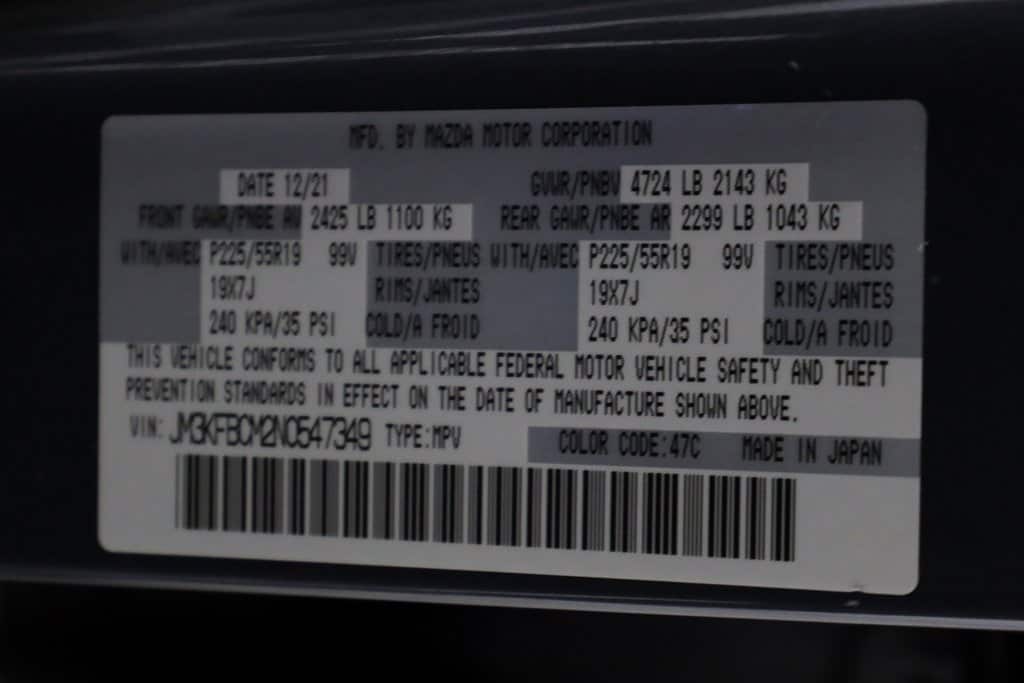 MFD. BY MAZDA MOTOR CORPORATION
DATE 12/21 GVWR/PNBV 4724 LB 2143 KG
FRONT GAWR/PNBE AV 2425 LB 1100 KG REAR GAWR/PNBE AR 2299 LB 1043 KG
WITH/AVEC P225/55R19 99V TIRES/PNEUS WITH/AVEC P225/55R19 99V TIRES/PNEUS
19X7J RIMS/JANTES 19X7J RIMS/JANTES
240 KPA/35 PSI COLD/A FROID 240 KPA/35 PSI COLD/A FROID
THIS VEHICLE CONFORMS TO ALL APPLICABLE FEDERAL MOTOR VEHICLE SAFETY AND THEFT
PREVENTION STANDARDS IN EFFECT ON THE DATE OF MANUFACTURE SHOWN ABOVE.
VIN: JM3KFBCM2N0547349 TYPE:MPV COLOR CODE:47C MADE IN JAPAN